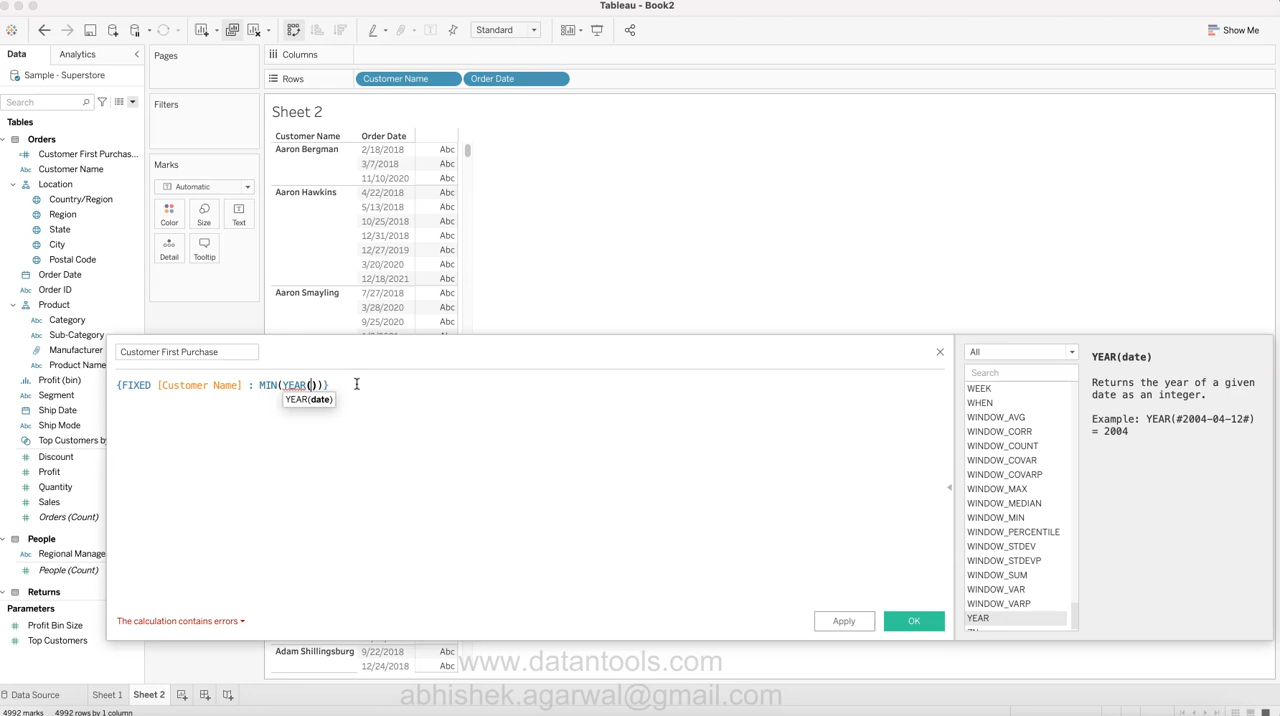 Tableau - Book2
Standard
Show Me
Data
Analytics
Pages
Columns
Sample - Superstore
Rows
Customer Name
Order Date
Search
Filters
Sheet 2
Tables
Orders
Customer First Purchas...
Customer Name
Location
Country/Region
Region
State
City
Postal Code
Order Date
Order ID
Product
Category
Sub-Category
Manufacturer
Product Name
Profit (bin)
Segment
Ship Date
Ship Mode
Top Customers by
Discount
Profit
Quantity
Sales
Orders (Count)
People
Regional Manage
People (Count)
Returns
Parameters
Profit Bin Size
Top Customers
Marks
Automatic
Color
Size
Text
Detail
Tooltip
Customer Name
Order Date
Aaron Bergman
2/18/2018
Abc
3/7/2018
Abc
11/10/2020
Abc
Aaron Hawkins
4/22/2018
Abc
5/13/2018
Abc
10/25/2018
Abc
12/31/2018
Abc
12/27/2019
Abc
3/20/2020
Abc
12/18/2021
Abc
Aaron Smayling
7/27/2018
Abc
3/28/2020
Abc
9/25/2020
Abc
Customer First Purchase
{FIXED [Customer Name] : MIN(YEAR())}
YEAR(date)
The calculation contains errors
Apply
OK
All
Search
WEEK
WHEN
WINDOW_AVG
WINDOW_CORR
WINDOW_COUNT
WINDOW_COVAR
WINDOW_COVARP
WINDOW_MAX
WINDOW_MEDIAN
WINDOW_MIN
WINDOW_PERCENTILE
WINDOW_STDEV
WINDOW_STDEVP
WINDOW_SUM
WINDOW_VAR
WINDOW_VARP
YEAR
YEAR(date)
Returns the year of a given
date as an integer.
Example: YEAR(#2004-04-12#)
= 2004
Adam Shillingsburg
9/22/2018
Abc
12/24/2018
Abc
www.datantools.com
abhishek.agarwal@gmail.com
Data Source
Sheet 1
Sheet 2
4992 marks
4992 rows by 1 column